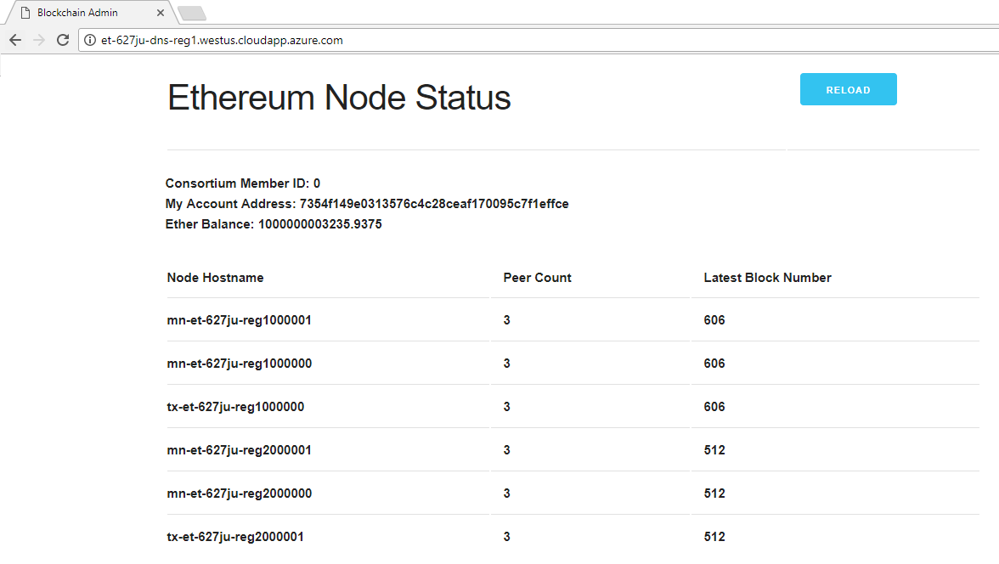 Blockchain Admin
et-627ju-dns-reg1.westus.cloudapp.azure.com
Ethereum Node Status
RELOAD
Consortium Member ID: 0
My Account Address: 7354f149e0313576c4c28ceaf170095c7f1effce
Ether Balance: 1000000003235.9375
Node Hostname Peer Count Latest Block Number
mn-et-627ju-reg1000001 3 606
mn-et-627ju-reg1000000 3 606
tx-et-627ju-reg1000000 3 606
mn-et-627ju-reg2000001 3 512
mn-et-627ju-reg2000000 3 512
tx-et-627ju-reg2000001 3 512